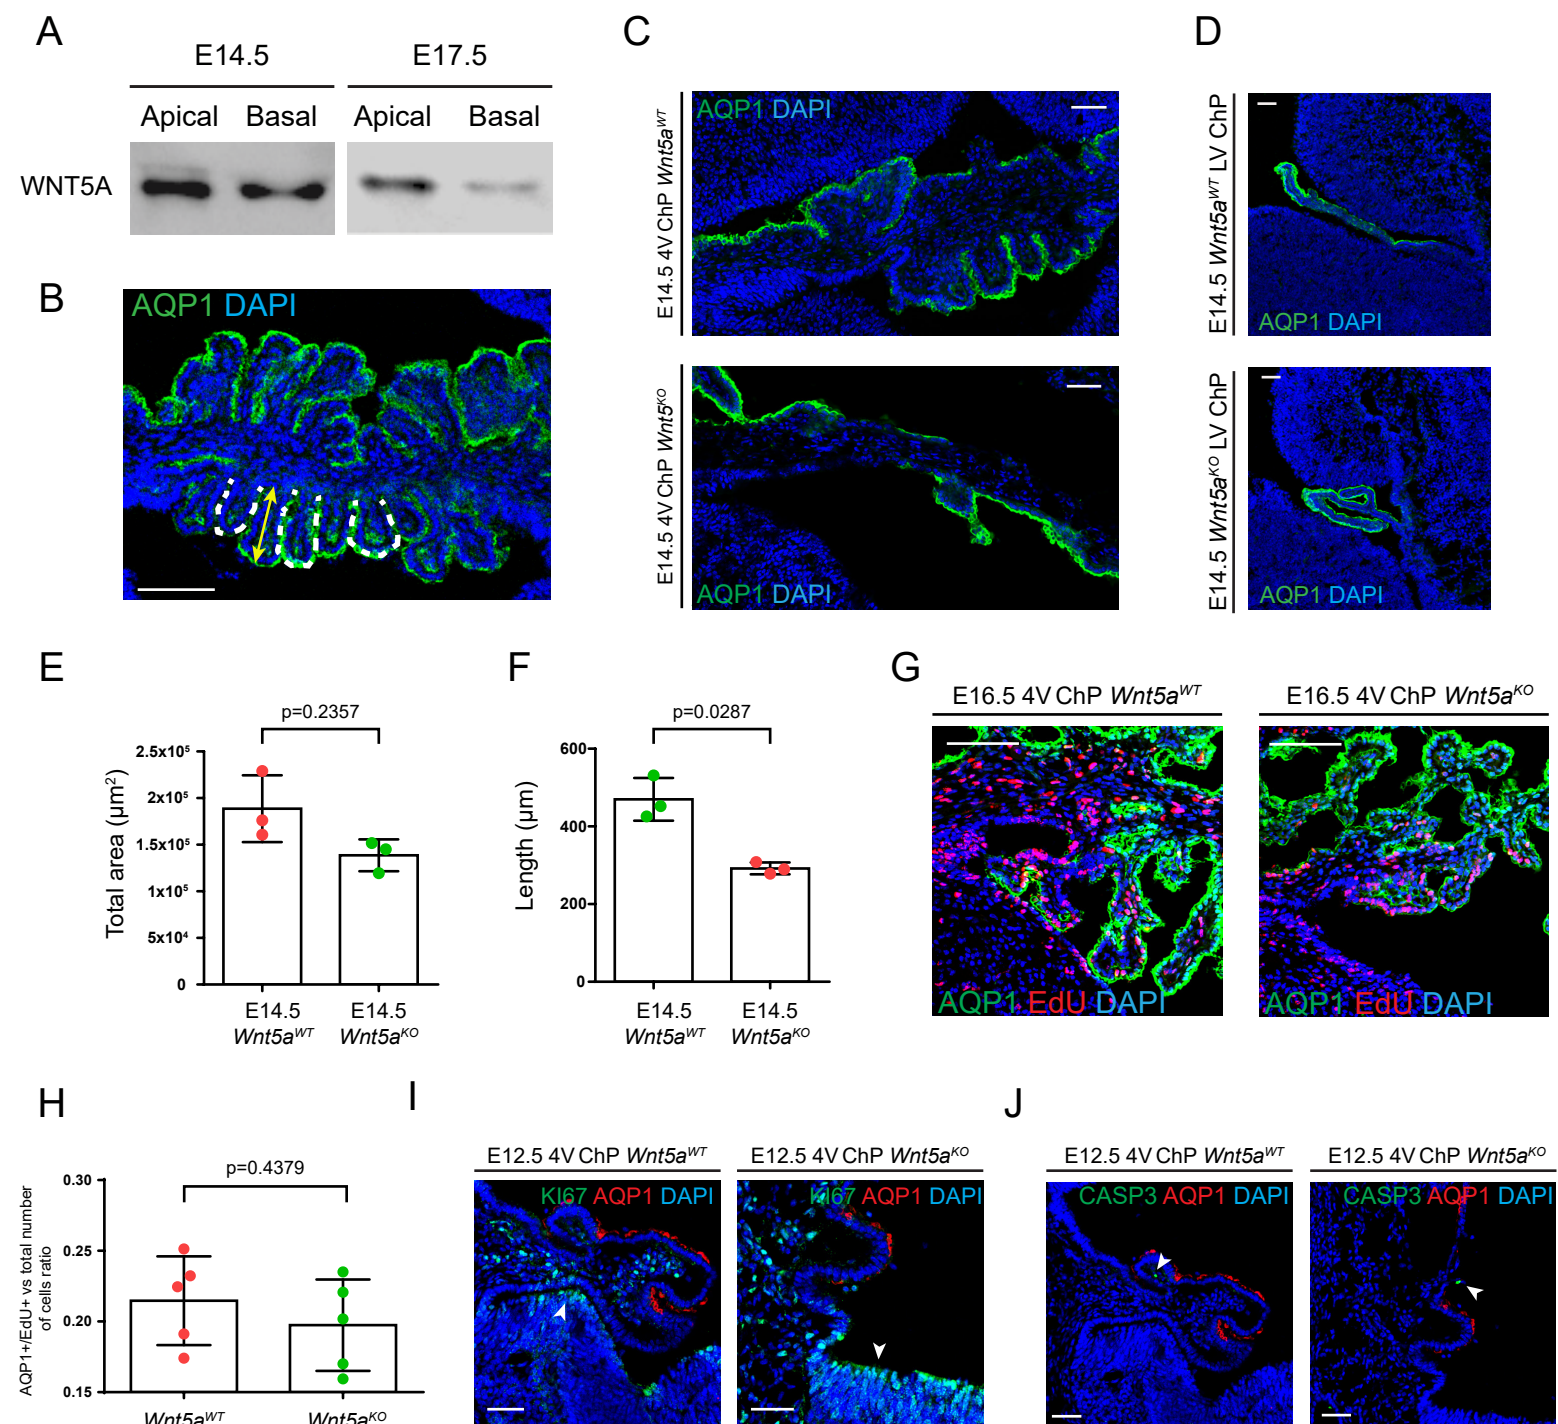 A
E14.5
E17.5
Apical
Basal
Apical
Basal
WNT5A
B
AQP1 DAPI
C
E14.5 4V ChP Wnt5aWT
AQP1 DAPI
E14.5 4V ChP Wnt5KO
AQP1 DAPI
D
E14.5 Wnt5aWT LV ChP
AQP1 DAPI
E14.5 Wnt5aKO LV ChP
AQP1 DAPI
E
p=0.2357
Total area (µm2)
2.5x10⁵
2x10⁵
1.5x10⁵
1x10⁵
5x10⁴
0
E14.5
Wnt5aWT
E14.5
Wnt5aKO
F
p=0.0287
Length (µm)
600
400
200
0
E14.5
Wnt5aWT
E14.5
Wnt5aKO
G
E16.5 4V ChP Wnt5aWT
AQP1 EdU DAPI
E16.5 4V ChP Wnt5aKO
AQP1 EdU DAPI
H
p=0.4379
AQP1+/EdU+ vs total number
of cells ratio
0.30
0.25
0.20
0.15
Wnt5aWT
Wnt5aKO
I
E12.5 4V ChP Wnt5aWT
KI67 AQP1 DAPI
E12.5 4V ChP Wnt5aKO
KI67 AQP1 DAPI
J
E12.5 4V ChP Wnt5aWT
CASP3 AQP1 DAPI
E12.5 4V ChP Wnt5aKO
CASP3 AQP1 DAPI